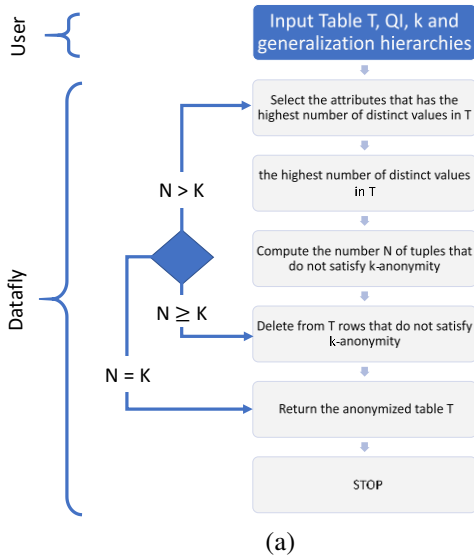 User
Input Table T, QI, k and
generalization hierarchies
Datafly
Select the attributes that has the
highest number of distinct values in T
the highest number of distinct values
in T
N > K
Compute the number N of tuples that
do not satisfy k-anonymity
N ≥ K
Delete from T rows that do not satisfy
k-anonymity
N = K
Return the anonymized table T
STOP
(a)